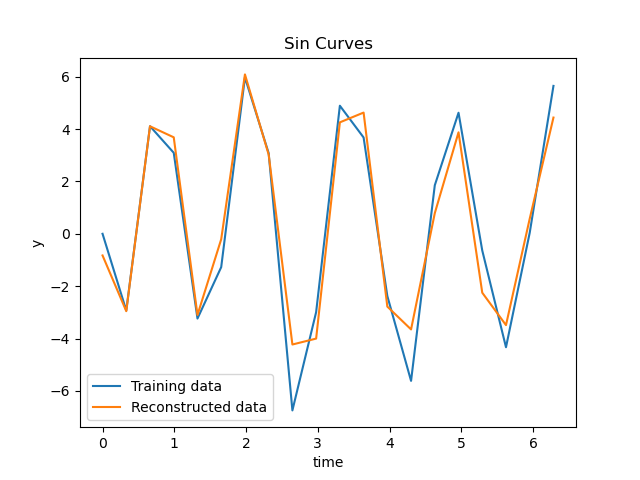 Sin Curves
6
4
2
0
−2
−4
−6
y
Training data
Reconstructed data
0 1 2 3 4 5 6
time